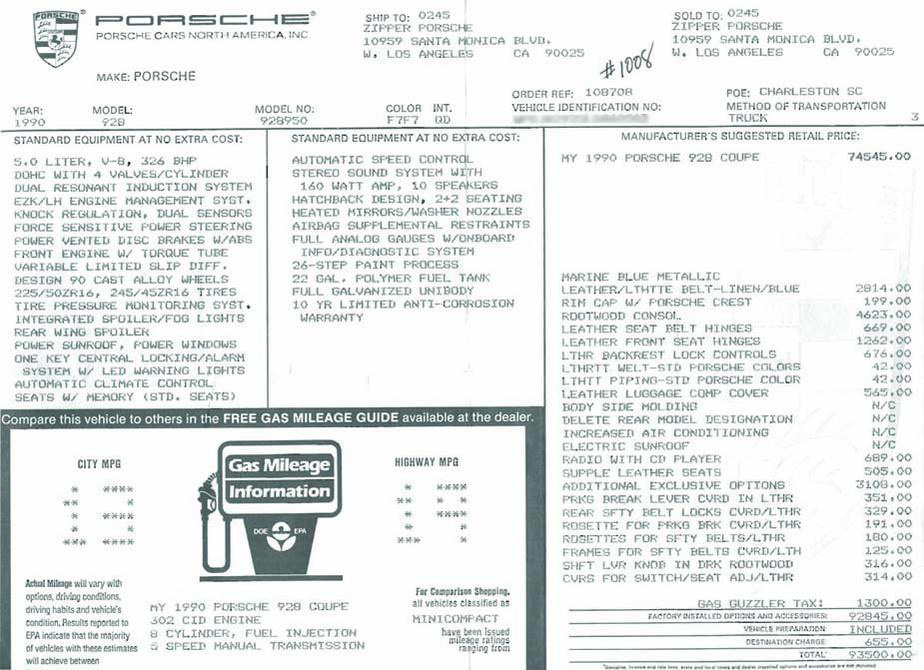 PORSCHE
PORSCHE
PORSCHE CARS NORTH AMERICA, INC
MAKE: PORSCHE
SHIP TO: 0245
ZIPPER PORSCHE
10959 SANTA MONICA BLVD.
W. LOS ANGELES CA 90025
SOLD TO: 0245
ZIPPER PORSCHE
10959 SANTA MONICA BLVD.
W. LOS ANGELES CA 90025
#1008
ORDER REF: 108708
POE: CHARLESTON SC
YEAR: MODEL: MODEL NO: COLOR INT. VEHICLE IDENTIFICATION NO: METHOD OF TRANSPORTATION
1990 928 928950 F7F7 QD TRUCK 3
STANDARD EQUIPMENT AT NO EXTRA COST:
5.0 LITER, V-8, 326 BHP
DOHC WITH 4 VALVES/CYLINDER
DUAL RESONANT INDUCTION SYSTEM
EZK/LH ENGINE MANAGEMENT SYST.
KNOCK REGULATION, DUAL SENSORS
FORCE SENSITIVE POWER STEERING
POWER VENTED DISC BRAKES W/ABS
FRONT ENGINE W/ TORQUE TUBE
VARIABLE LIMITED SLIP DIFF.
DESIGN 90 CAST ALLOY WHEELS
225/50ZR16, 245/45ZR16 TIRES
TIRE PRESSURE MONITORING SYST.
INTEGRATED SPOILER/FOG LIGHTS
REAR WING SPOILER
POWER SUNROOF, POWER WINDOWS
ONE KEY CENTRAL LOCKING/ALARM
SYSTEM W/ LED WARNING LIGHTS
AUTOMATIC CLIMATE CONTROL
SEATS W/ MEMORY (STD. SEATS)
STANDARD EQUIPMENT AT NO EXTRA COST:
AUTOMATIC SPEED CONTROL
STEREO SOUND SYSTEM WITH
160 WATT AMP, 10 SPEAKERS
HATCHBACK DESIGN, 2+2 SEATING
HEATED MIRRORS/WASHER NOZZLES
AIRBAG SUPPLEMENTAL RESTRAINTS
FULL ANALOG GAUGES W/ONBOARD
INFO/DIAGNOSTIC SYSTEM
26-STEP PAINT PROCESS
22 GAL. POLYMER FUEL TANK
FULL GALVANIZED UNIBODY
10 YR LIMITED ANTI-CORROSION
WARRANTY
MANUFACTURER'S SUGGESTED RETAIL PRICE:
MY 1990 PORSCHE 928 COUPE 74545.00
MARINE BLUE METALLIC
LEATHER/LTHTTE BELT-LINEN/BLUE 2814.00
RIM CAP W/ PORSCHE CREST 199.00
ROOTWOOD CONSOL 4623.00
LEATHER SEAT BELT HINGES 669.00
LEATHER FRONT SEAT HINGES 1262.00
LTHR BACKREST LOCK CONTROLS 676.00
LTHRTT WELT-STD PORSCHE COLORS 42.00
LTHTT PIPING-STD PORSCHE COLOR 42.00
LEATHER LUGGAGE COMP COVER 565.00
BODY SIDE MOLDING N/C
DELETE REAR MODEL DESIGNATION N/C
INCREASED AIR CONDITIONING N/C
ELECTRIC SUNROOF N/C
RADIO WITH CD PLAYER 689.00
SUPPLE LEATHER SEATS 505.00
ADDITIONAL EXCLUSIVE OPTIONS 3108.00
PRKG BREAK LEVER CVRD IN LTHR 351.00
REAR SFTY BELT LOCKS CVRD/LTHR 329.00
ROSETTE FOR PRKG BRK CVRD/LTHR 191.00
ROSETTES FOR SFTY BELTS/LTHR 180.00
FRAMES FOR SFTY BELTS CVRD/LTH 125.00
SHFT LVR KNOB IN DRK ROOTWOOD 316.00
CVRS FOR SWITCH/SEAT ADJ/LTHR 314.00
GAS GUZZLER TAX: 1300.00
FACTORY INSTALLED OPTIONS AND ACCESSORIES: 92845.00
VEHICLE PREPARATION: INCLUDED
DESTINATION CHARGE: 655.00
TOTAL* 93500.00
Compare this vehicle to others in the FREE GAS MILEAGE GUIDE available at the dealer.
CITY MPG
Gas Mileage
Information
DOE EPA
HIGHWAY MPG
Actual Mileage will vary with
options, driving conditions,
driving habits and vehicle's
condition. Results reported to
EPA indicate that the majority
of vehicles with these estimates
will achieve between
MY 1990 PORSCHE 928 COUPE
302 CID ENGINE
8 CYLINDER, FUEL INJECTION
5 SPEED MANUAL TRANSMISSION
For Comparison Shopping,
all vehicles classified as
MINICOMPACT
have been issued
mileage ratings
ranging from